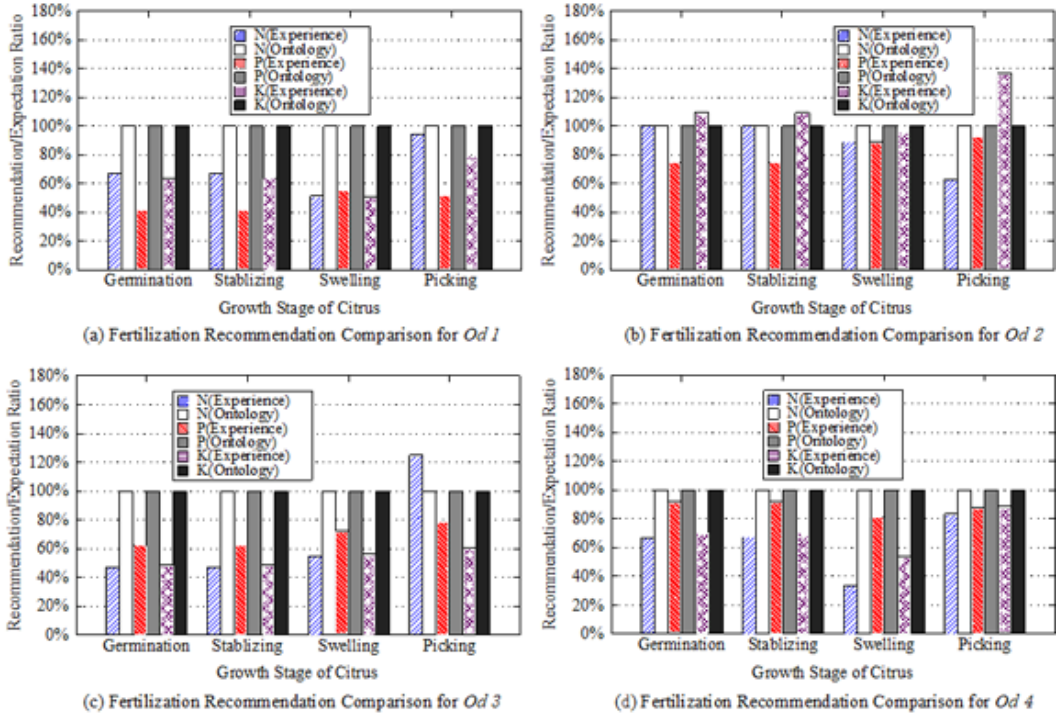 180%
160%
140%
120%
100%
80%
60%
40%
20%
0%
Recommendation/Expectation Ratio
N(Experience)
N(Ontology)
P(Experience)
P(Ontology)
K(Experience)
K(Ontology)
Germination Stablizing Swelling Picking
Growth Stage of Citrus
(a) Fertilization Recommendation Comparison for Od 1
180%
160%
140%
120%
100%
80%
60%
40%
20%
0%
Recommendation/Expectation Ratio
N(Experience)
N(Ontology)
P(Experience)
P(Ontology)
K(Experience)
K(Ontology)
Germination Stablizing Swelling Picking
Growth Stage of Citrus
(b) Fertilization Recommendation Comparison for Od 2
180%
160%
140%
120%
100%
80%
60%
40%
20%
0%
Recommendation/Expectation Ratio
N(Experience)
N(Ontology)
P(Experience)
P(Ontology)
K(Experience)
K(Ontology)
Germination Stablizing Swelling Picking
Growth Stage of Citrus
(c) Fertilization Recommendation Comparison for Od 3
180%
160%
140%
120%
100%
80%
60%
40%
20%
0%
Recommendation/Expectation Ratio
N(Experience)
N(Ontology)
P(Experience)
P(Ontology)
K(Experience)
K(Ontology)
Germination Stablizing Swelling Picking
Growth Stage of Citrus
(d) Fertilization Recommendation Comparison for Od 4